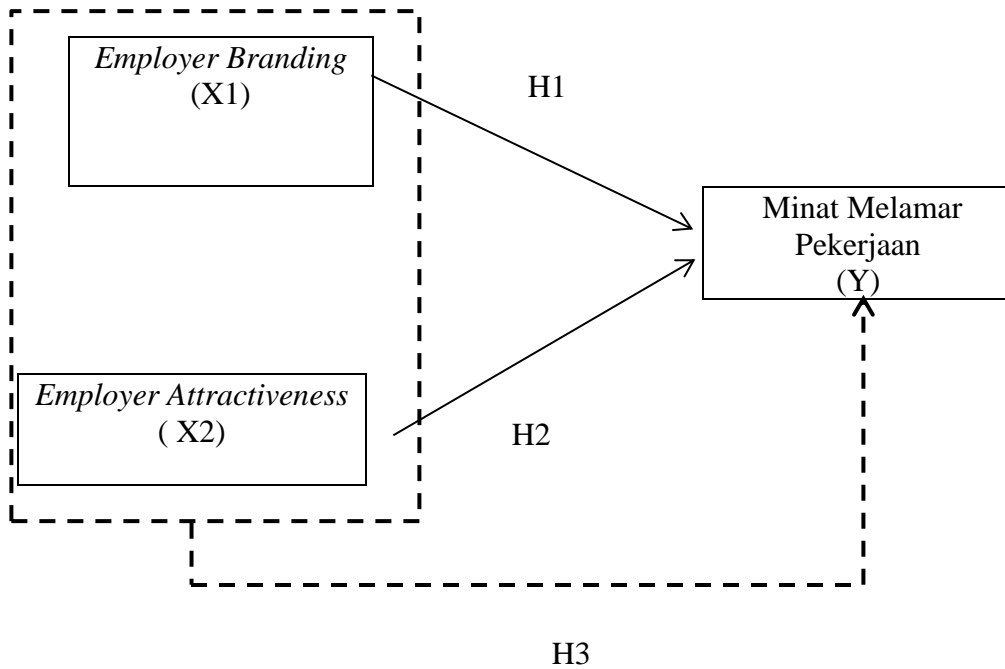 Employer Branding
(X1)
H1
Minat Melamar
Pekerjaan
(Y)
Employer Attractiveness
( X2)
H2
H3